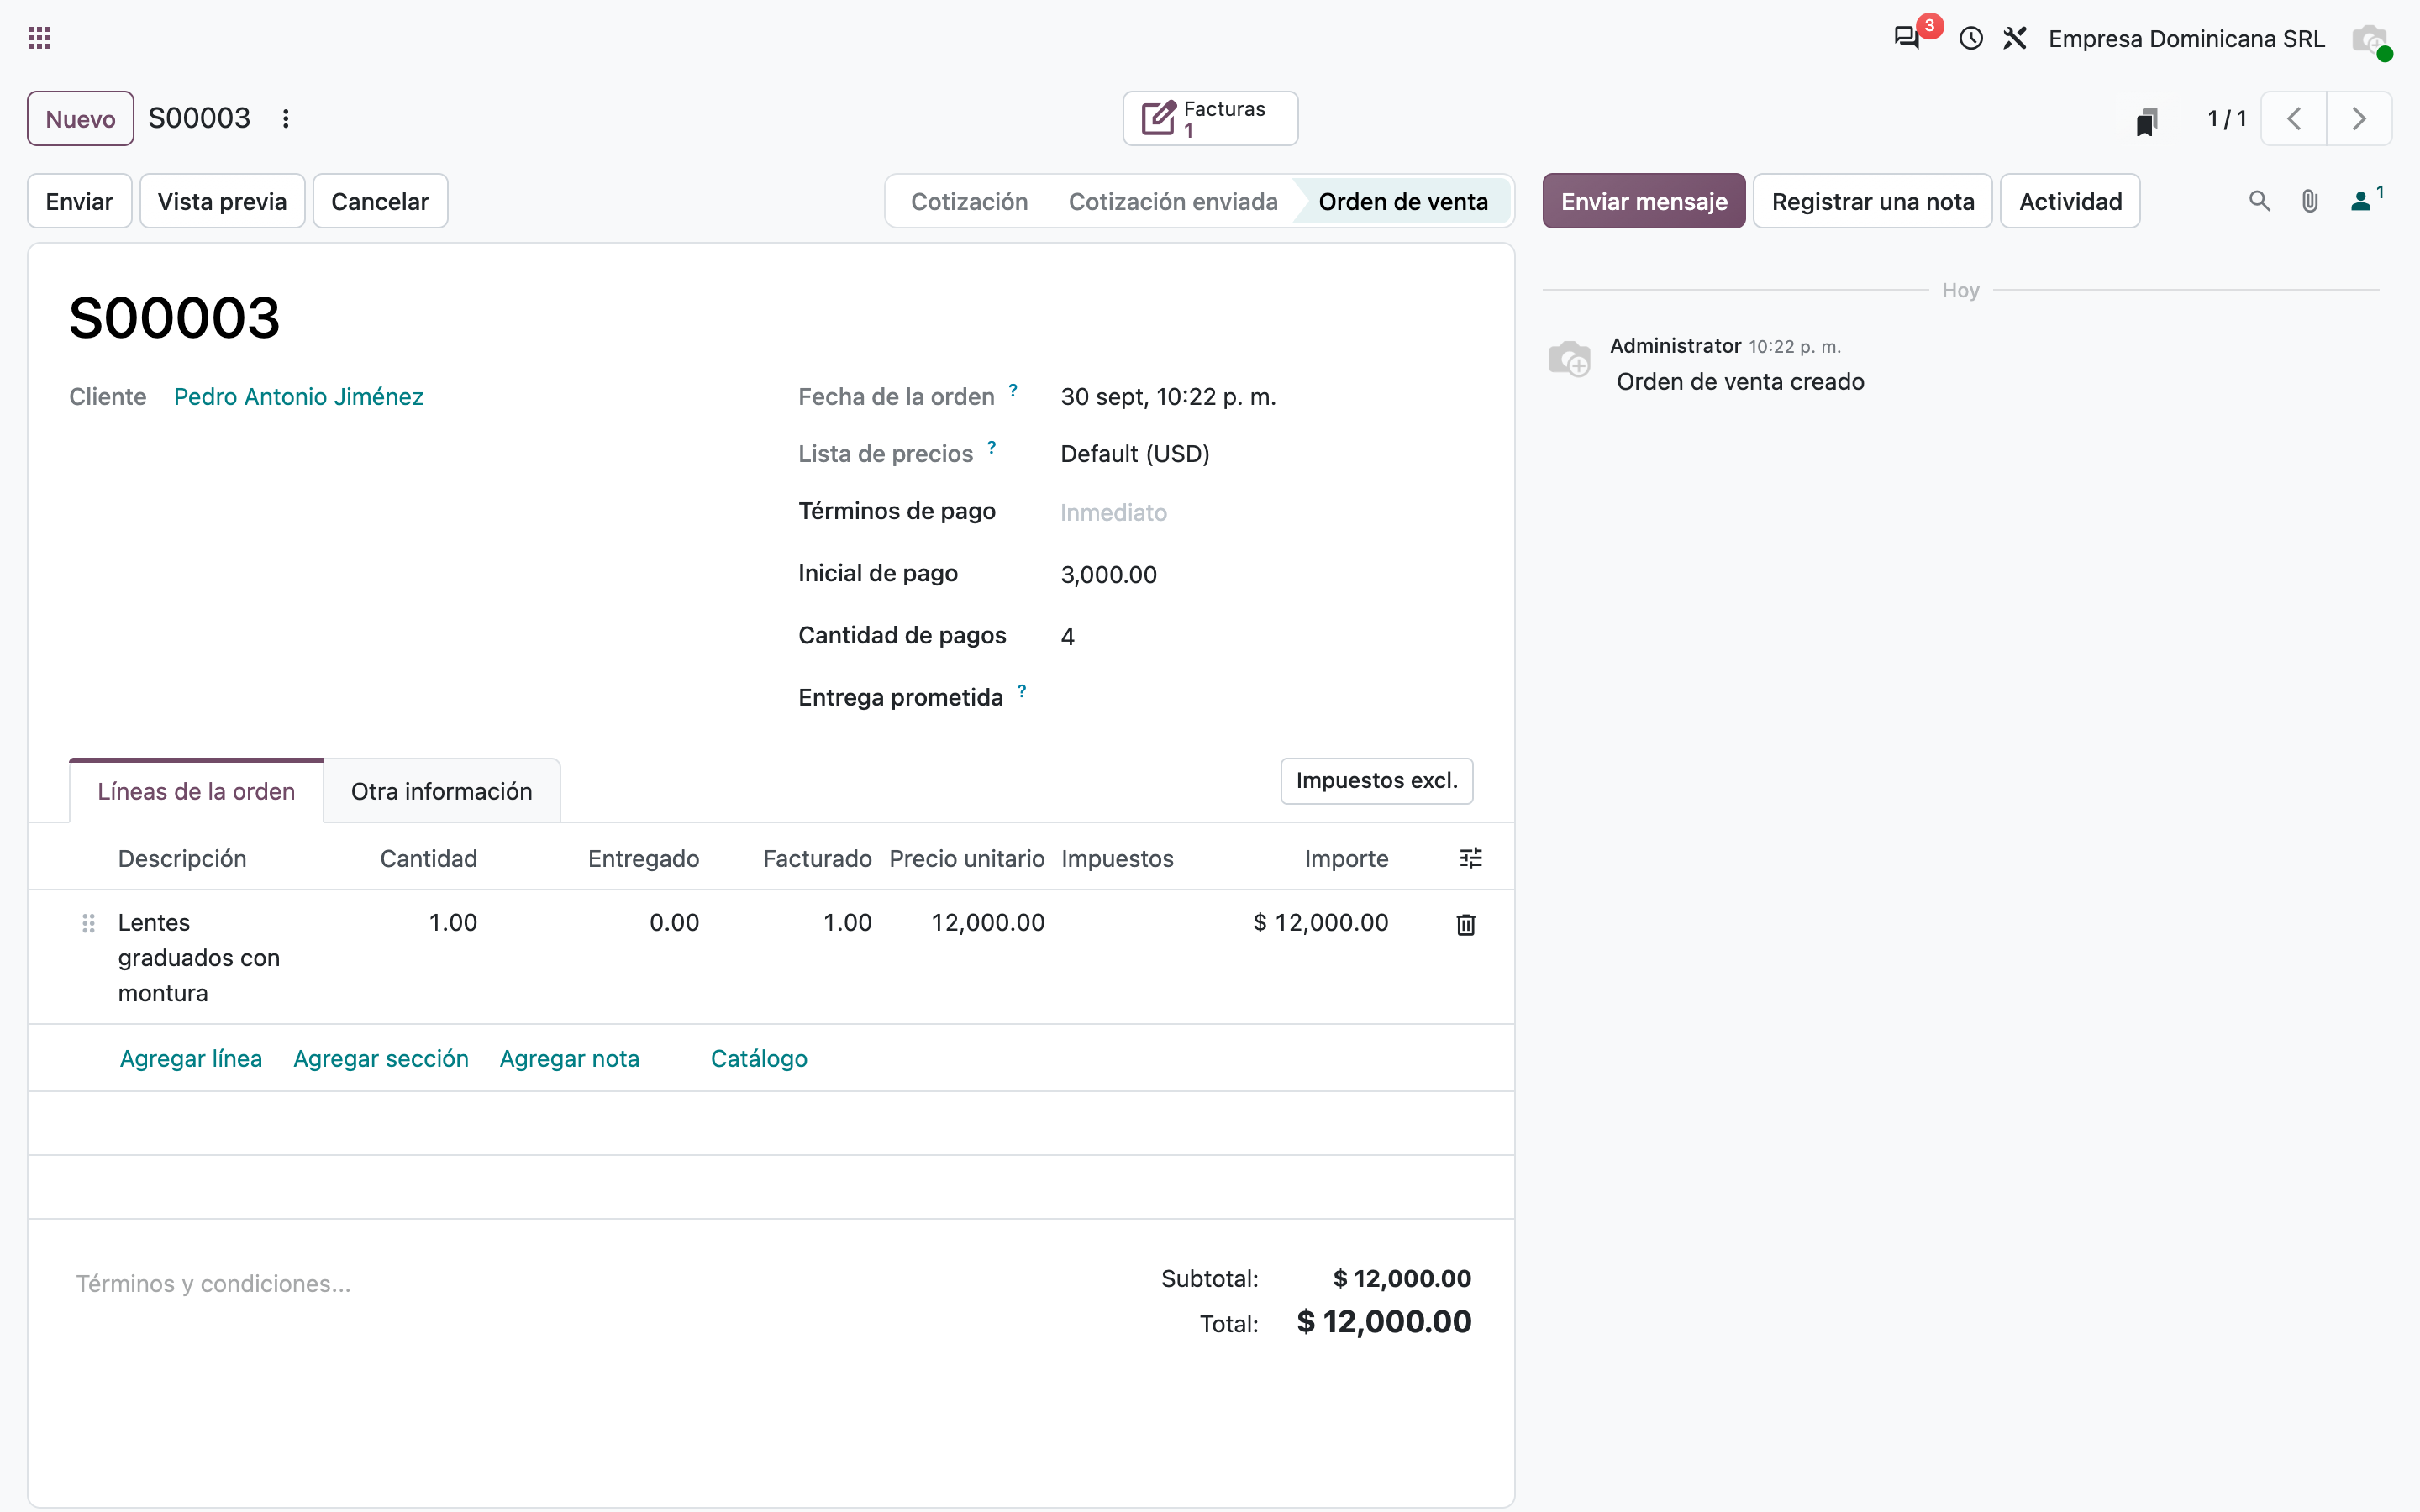 3
Empresa Dominicana SRL
Nuevo S00003
Facturas
1
1 / 1
Enviar Vista previa Cancelar
Cotización Cotización enviada Orden de venta
Enviar mensaje Registrar una nota Actividad
1
S00003
Cliente Pedro Antonio Jiménez
Fecha de la orden ? 30 sept, 10:22 p. m.
Lista de precios ? Default (USD)
Términos de pago Inmediato
Inicial de pago 3,000.00
Cantidad de pagos 4
Entrega prometida ?
Líneas de la orden Otra información
Impuestos excl.
Descripción Cantidad Entregado Facturado Precio unitario Impuestos Importe
Lentes 1.00 0.00 1.00 12,000.00 $ 12,000.00
graduados con
montura
Agregar línea Agregar sección Agregar nota Catálogo
Términos y condiciones...
Subtotal: $ 12,000.00
Total: $ 12,000.00
Hoy
Administrator 10:22 p. m.
Orden de venta creado